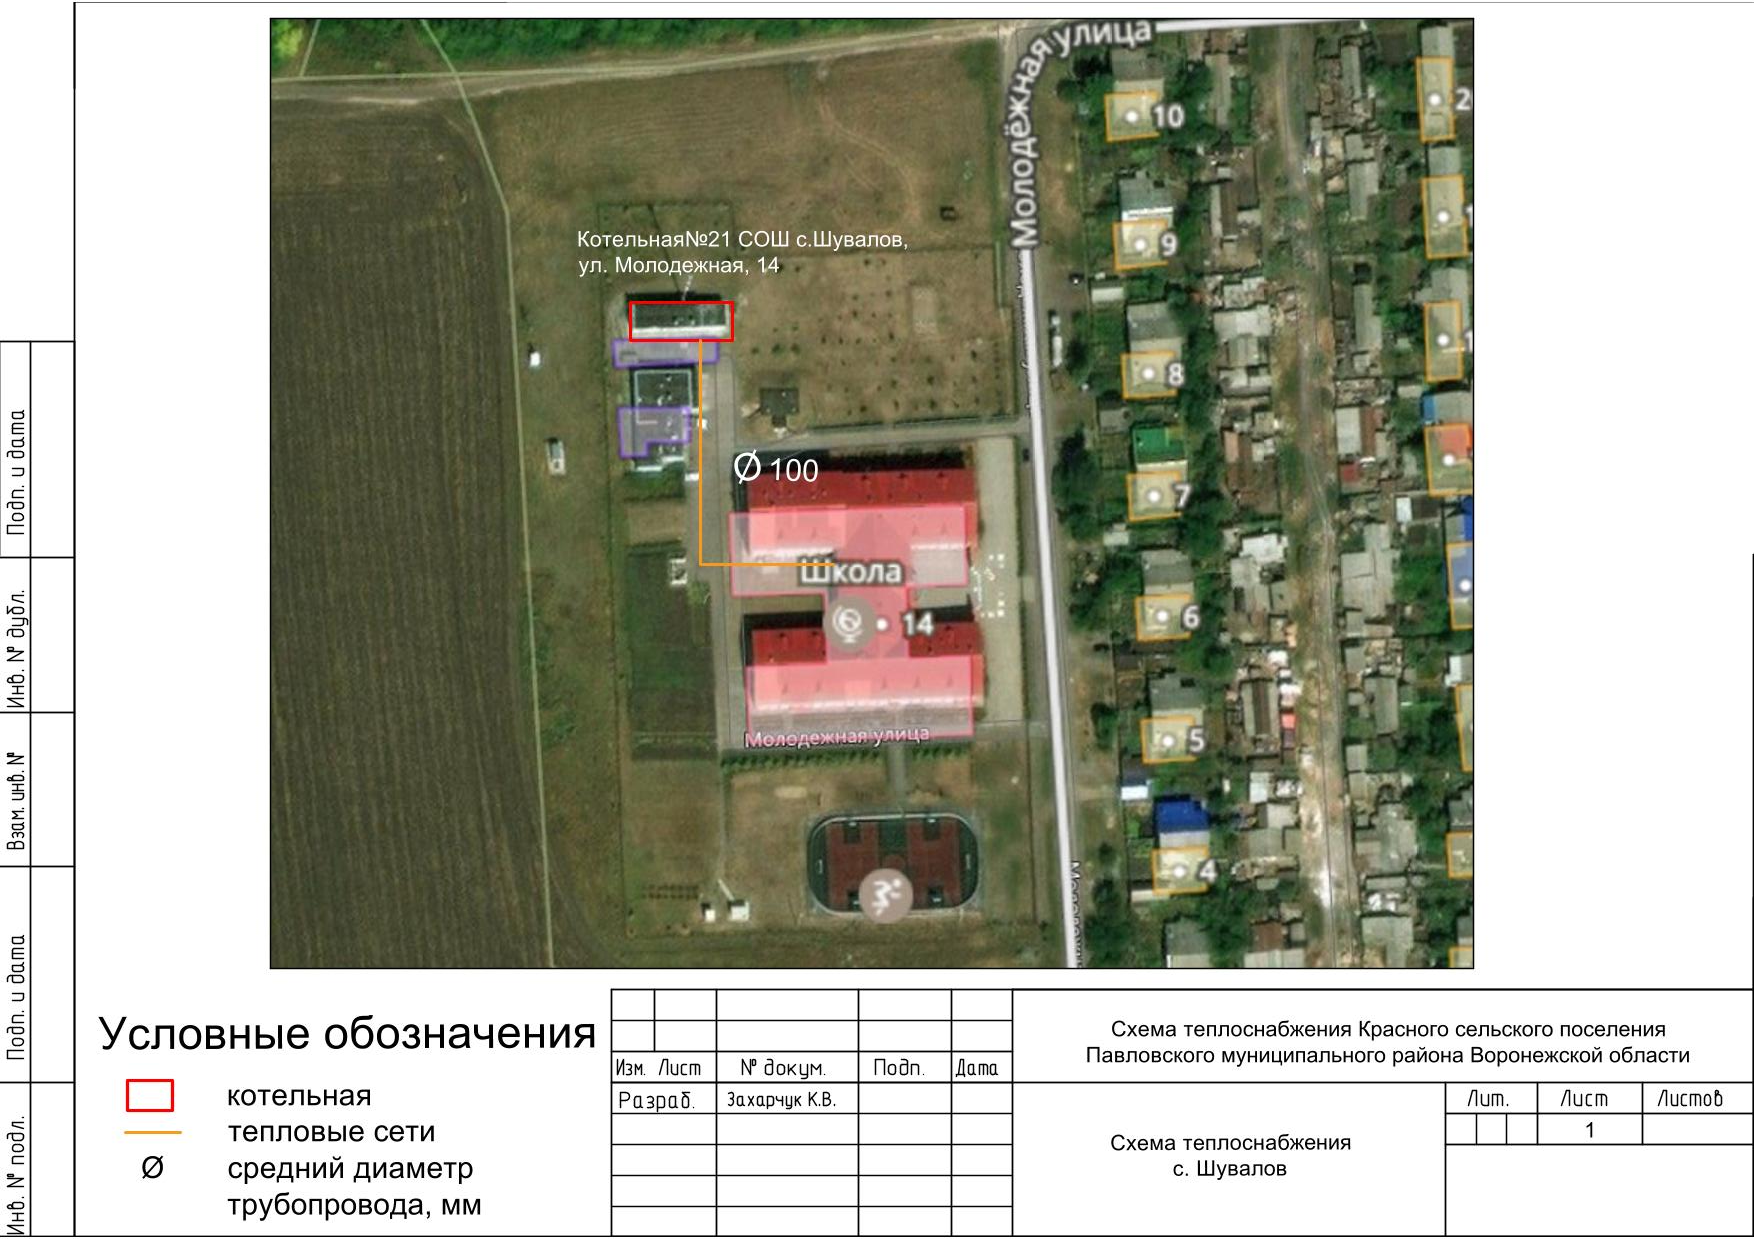 Молодёжная улица
10
2
9
Котельная№21 СОШ с.Шувалов,
ул. Молодежная, 14
8
Ø 100
7
Школа
14
6
5
Молодежная улица
4
Подп. и дата
Инв. № дубл.
Взам. инв. №
Подп. и дата
Инв. № подл.
Условные обозначения
котельная
тепловые сети
Ø средний диаметр
трубопровода, мм
Изм. Лист № докум. Подп. Дата
Разраб. Захарчук К.В.
Схема теплоснабжения Красного сельского поселения
Павловского муниципального района Воронежской области
Схема теплоснабжения
с. Шувалов
Лит. Лист Листов
1